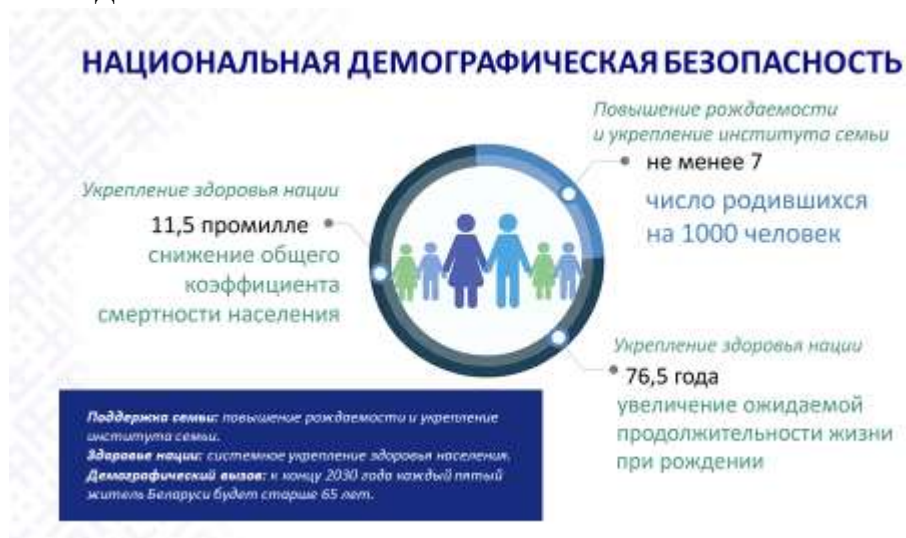 НАЦИОНАЛЬНАЯ ДЕМОГРАФИЧЕСКАЯ БЕЗОПАСНОСТЬ
Повышение рождаемости
и укрепление института семьи
не менее 7
число родившихся
на 1000 человек
Укрепление здоровья нации
11,5 промилле
снижение общего
коэффициента
смертности населения
Укрепление здоровья нации
76,5 года
увеличение ожидаемой
продолжительности жизни
при рождении
Поддержка семьи: повышение рождаемости и укрепление
института семьи.
Здоровье нации: системное укрепление здоровья населения.
Демографический вызов: к концу 2030 года каждый пятый
житель Беларуси будет старше 65 лет.